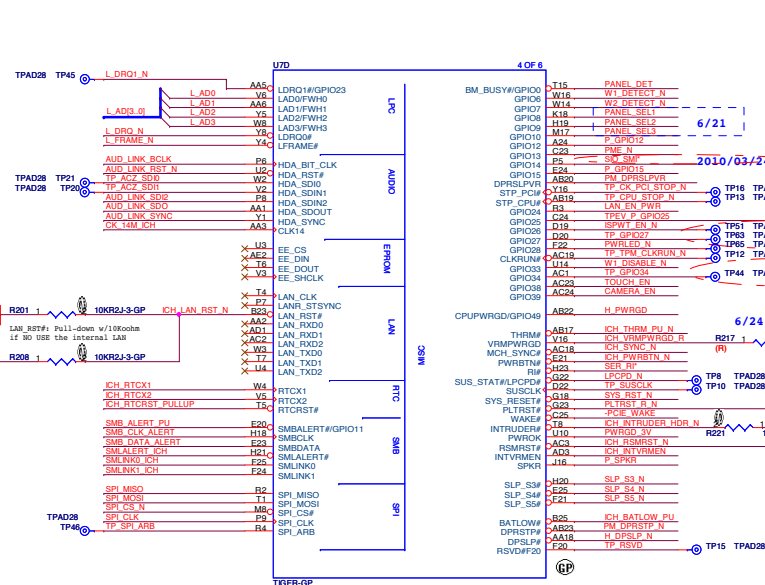 U7D 4 OF 6
TPAD28 TP45 L_DRQ1_N AA5 LDRQ1#/GPIO23
L_AD0 V6 LAD0/FWH0
L_AD1 AA6 LAD1/FWH1
L_AD[3..0] L_AD2 Y5 LAD2/FWH2
L_AD3 W8 LAD3/FWH3
L_DRQ_N Y8 LDRQ0#
L_FRAME_N Y4 LFRAME#
LPC
AUD_LINK_BCLK P6 HDA_BIT_CLK
AUD_LINK_RST_N U2 HDA_RST#
TPAD28 TP21 TP_ACZ_SDI0 W2 HDA_SDI0
TPAD28 TP20 TP_ACZ_SDI1 V2 HDA_SDIN1
AUD_LINK_SDI2 P8 HDA_SDIN2
AUD_LINK_SDO AA1 HDA_SDOUT
AUD_LINK_SYNC Y1 HDA_SYNC
CK_14M_ICH AA3 CLK14
AUDIO
U3 EE_CS
AE2 EE_DIN
T6 EE_DOUT
V3 EE_SHCLK
EPROM
T4 LAN_CLK
P7 LANR_STSYNC
R201 1 10KR2J-3-GP ICH_LAN_RST_N B23 LAN_RST#
AA2 LAN_RXD0
AD1 LAN_RXD1
AC2 LAN_RXD2
W3 LAN_TXD0
T7 LAN_TXD1
U4 LAN_TXD2
LAN
LAN_RST#: Pull-down w/10Koohm
if NO USE the internal LAN
R208 1 10KR2J-3-GP
ICH_RTCX1 W4 RTCX1
ICH_RTCX2 V5 RTCX2
ICH_RTCRST_PULLUP T5 RTCRST#
RTC
SMB_ALERT_PU E20 SMBALERT#/GPIO11
SMB_CLK_ALERT H18 SMBCLK
SMB_DATA_ALERT E23 SMBDATA
SMLALERT_ICH H21 SMLALERT#
SMLINK0_ICH F25 SMLINK0
SMLINK1_ICH F24 SMLINK1
SMB
SPI_MISO R2 SPI_MISO
SPI_MOSI T1 SPI_MOSI
SPI_CS_N M8 SPI_CS#
SPI_CLK P9 SPI_CLK
TPAD28 TP46 TP_SPI_ARB R4 SPI_ARB
SPI
MISC
BM_BUSY#/GPIO0 T15 PANEL_DET
GPIO6 W16 W1_DETECT_N
GPIO7 W14 W2_DETECT_N
GPIO8 K18 PANEL_SEL1
GPIO9 H19 PANEL_SEL2 6/21
GPIO10 M17 PANEL_SEL3
GPIO12 A24 P_GPIO12
GPIO13 C23 PME_N
GPIO14 P5 SIO_SMI* 2010/03/2
GPIO15 E24 P_GPIO15
DPRSLPVR AB20 PM_DPRSLPVR
STP_PCI# Y16 TP_CK_PCI_STOP_N TP16
STP_CPU# AB19 TP_CPU_STOP_N TP13
GPIO24 R3 LAN_EN_PWR
GPIO25 C24 TPEV_P_GPIO25
GPIO26 D19 ISPWT_EN_N TP51
GPIO27 D20 TP_GPIO27 TP63
GPIO28 F22 PWRLED_N TP65
CLKRUN# AC19 TP_TPM_CLKRUN_N TP12
GPIO33 U14 W1_DISABLE_N
GPIO34 AC1 TP_GPIO34 TP44
GPIO38 AC23 TOUCH_EN
GPIO39 AC24 CAMERA_EN
CPUPWRGD/GPIO49 AB22 H_PWRGD
6/24
THRM# AB17 ICH_THRM_PU_N
VRMPWRGD V16 ICH_VRMPWRGD_R R217 1
(R)
MCH_SYNC# AC18 ICH_SYNC_N
PWRBTN# E21 ICH_PWRBTN_N
RI# H23 SER_RI*
SUS_STAT#/LPCPD# G22 LPCPD_N TP8 TPAD28
SUSCLK D22 TP_SUSCLK TP10 TPAD28
SYS_RESET# G18 SYS_RST_N
PLTRST# G23 PLTRST_R_N
WAKE# C25 -PCIE_WAKE
INTRUDER# T8 ICH_INTRUDER_HDR_N R221 1
PWROK U10 PWRGD_3V
RSMRST# AC3 ICH_RSMRST_N
INTVRMEN AD3 ICH_INTVRMEN
SPKR J16 P_SPKR
SLP_S3# H20 SLP_S3_N
SLP_S4# E25 SLP_S4_N
SLP_S5# F21 SLP_S5_N
BATLOW# B25 ICH_BATLOW_PU
DPRSTP# AB23 PM_DPRSTP_N
DPSLP# AA18 H_DPSLP_N
RSVD#F20 F20 TP_RSVD TP15 TPAD28
GP
TIGER-GP